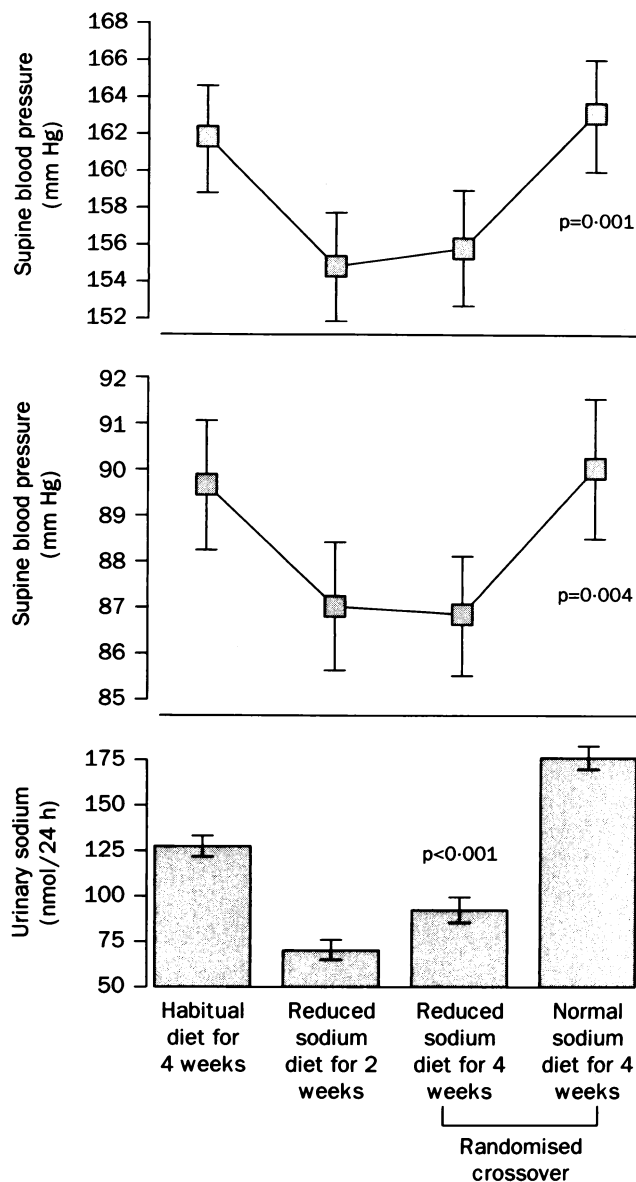 Supine blood pressure
(mm Hg)
168
166
164
162
160
158
156
154
152
p=0·001
Supine blood pressure
(mm Hg)
92
91
90
89
88
87
86
85
p=0·004
Urinary sodium
(nmol/24 h)
175
150
125
100
75
50
p<0·001
Habitual
diet for
4 weeks
Reduced
sodium
diet for 2
weeks
Reduced
sodium
diet for 4
weeks
Normal
sodium
diet for 4
weeks
Randomised
crossover